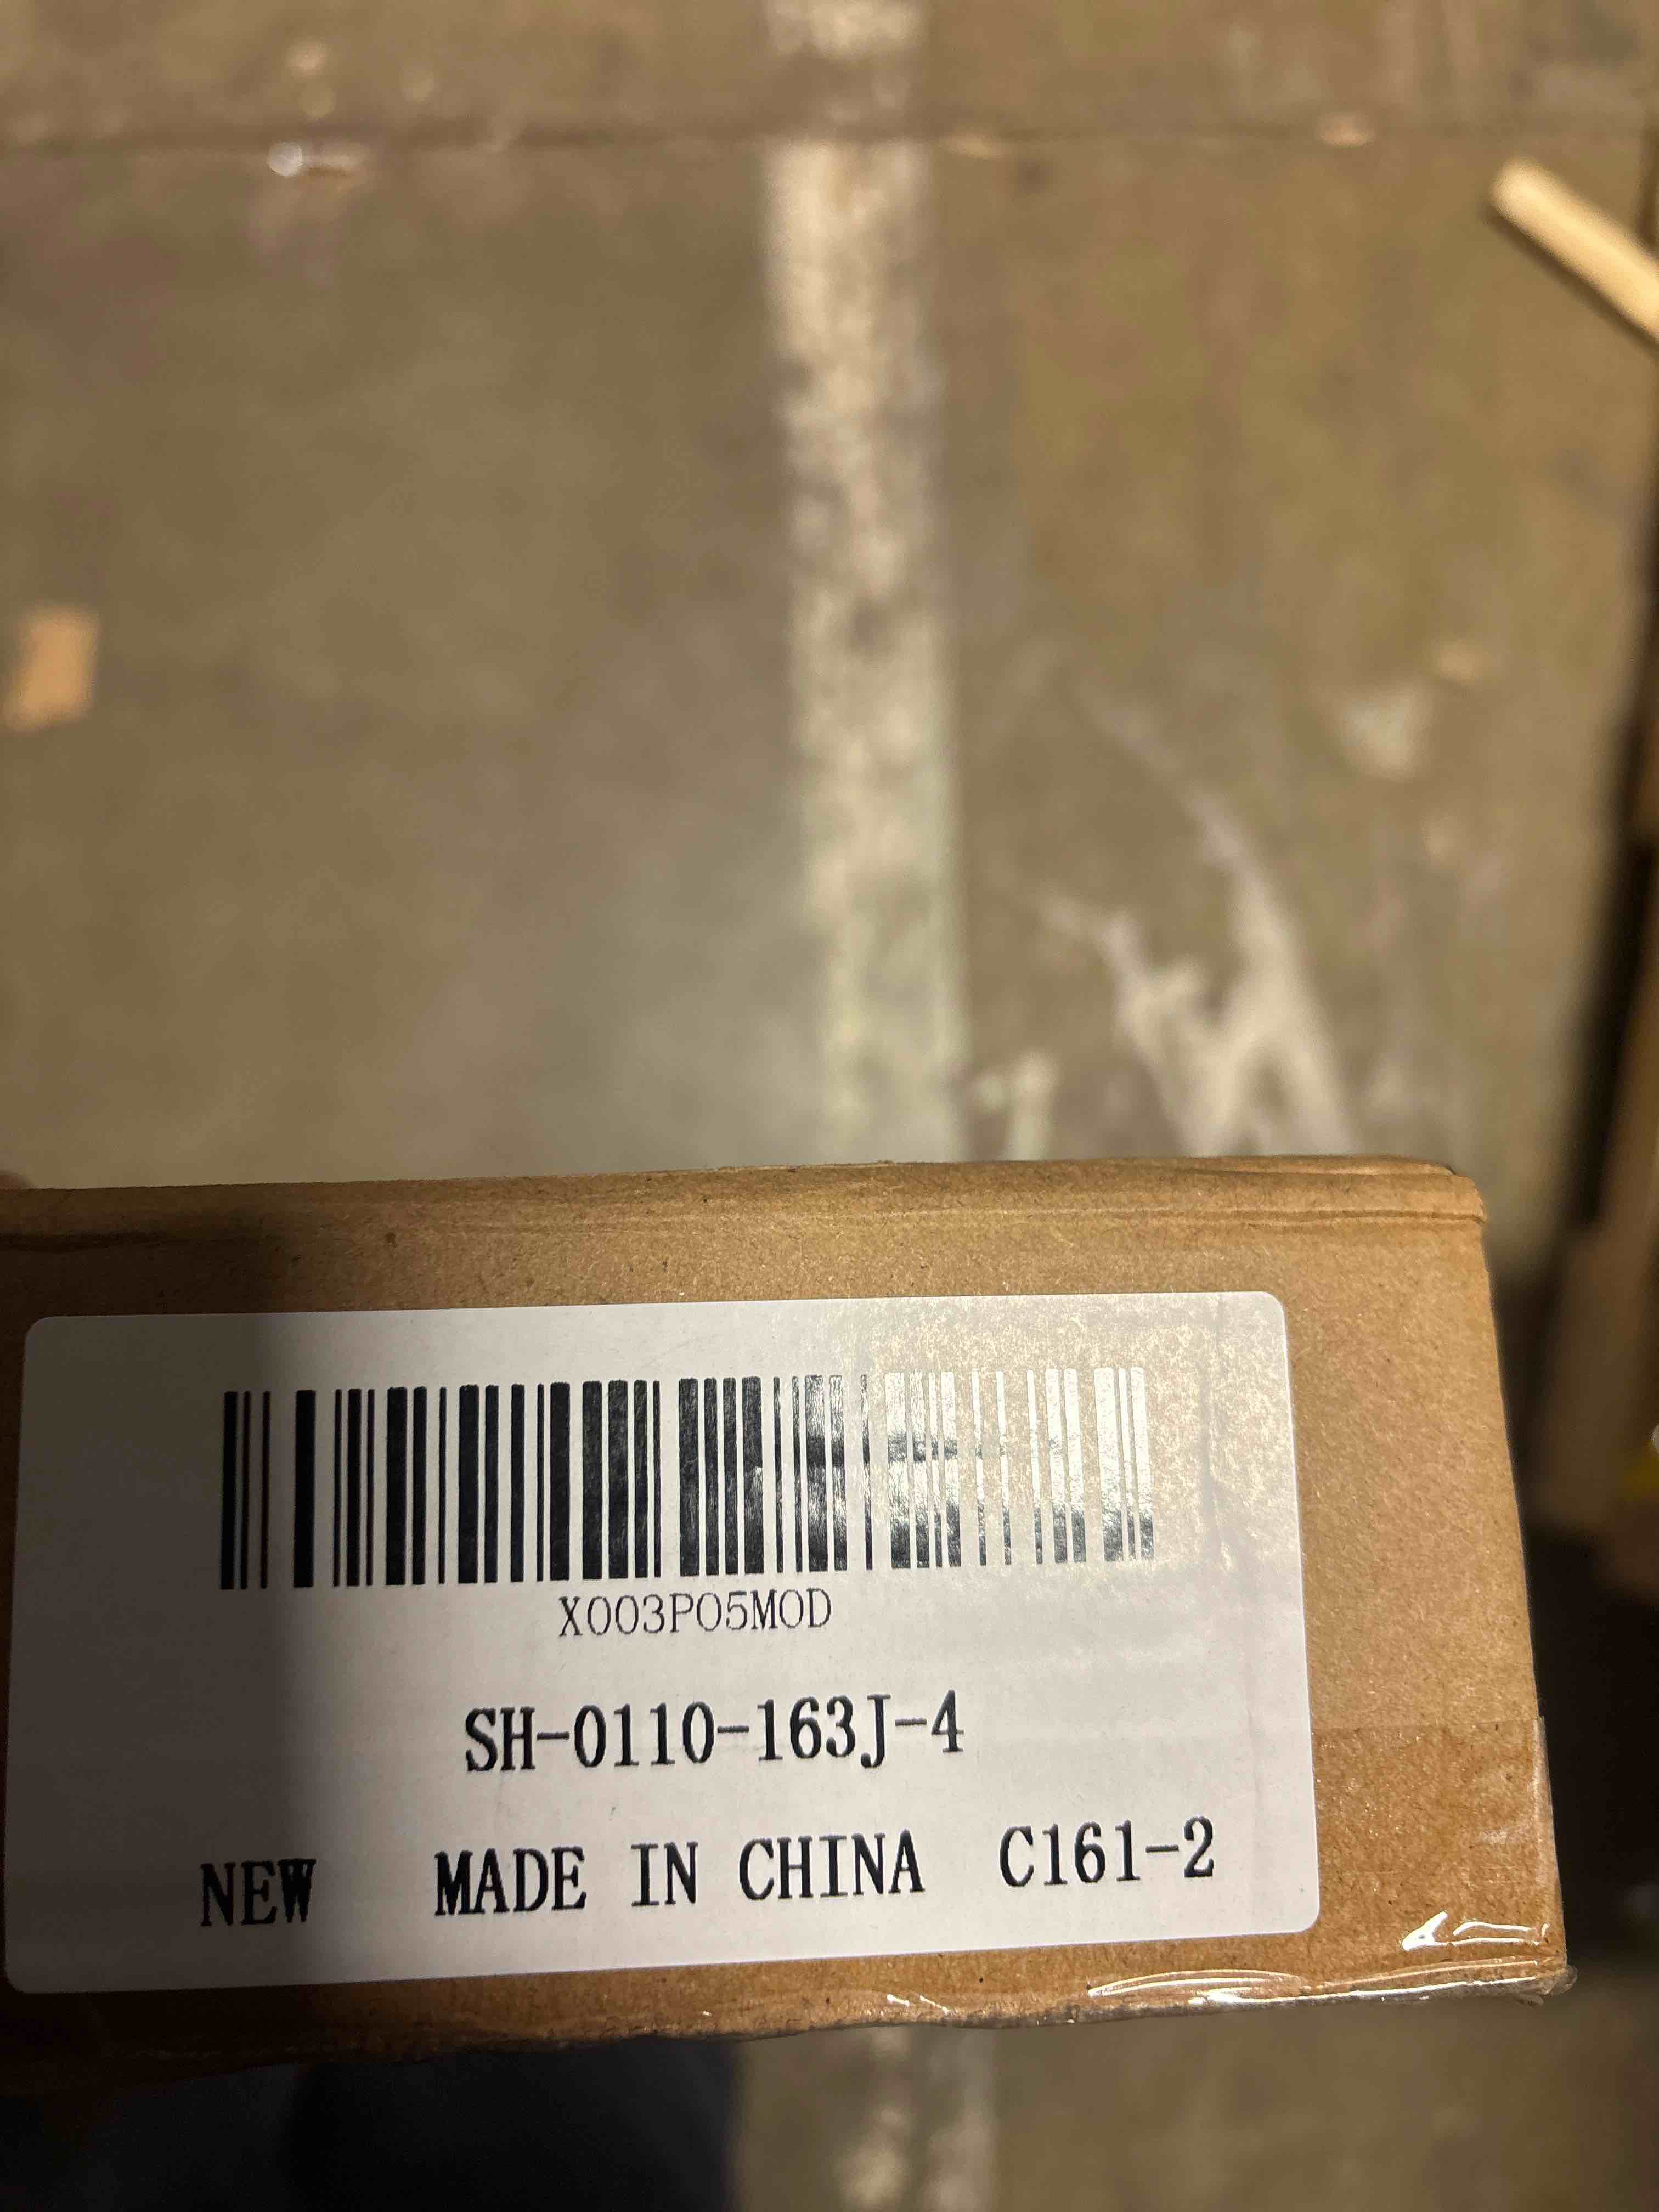 X003P05MOD
SH-0110-163J-4
NEW MADE IN CHINA C161-2